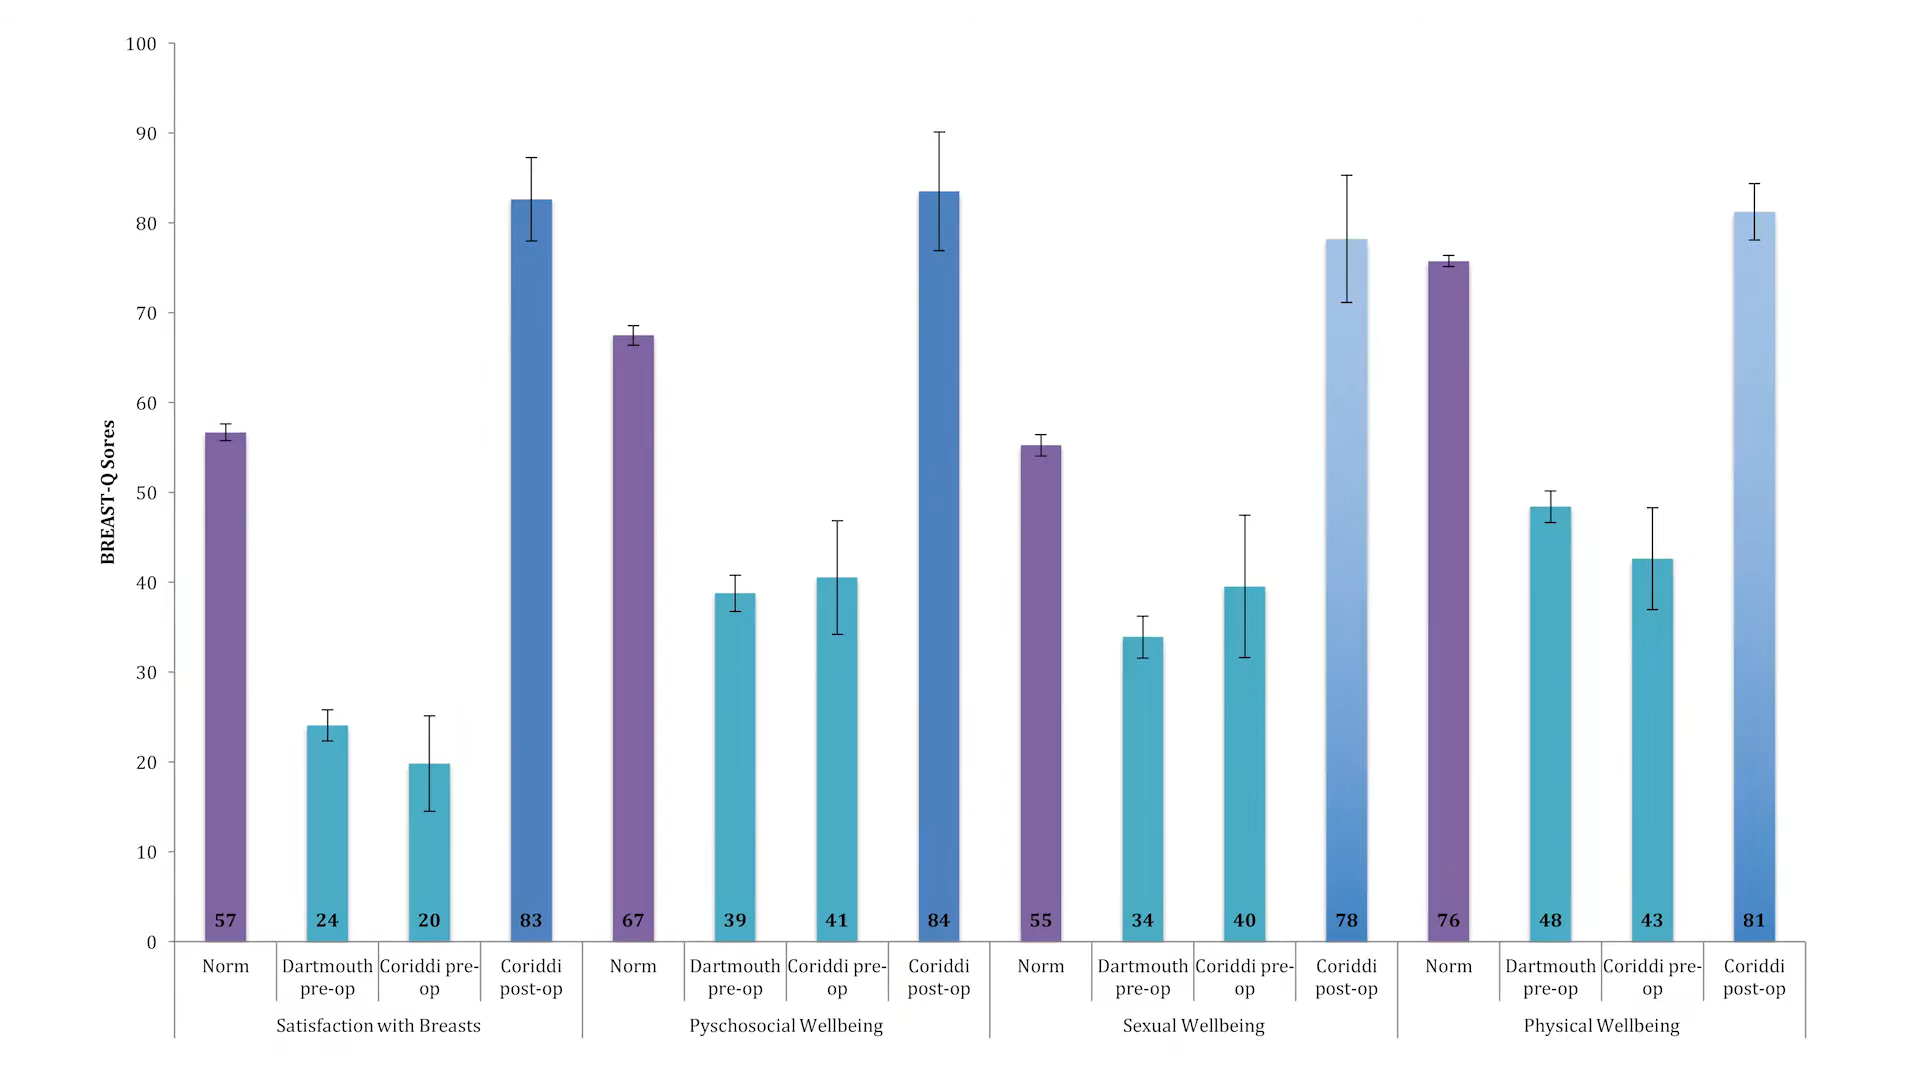 100
90
80
70
60
50
40
30
20
10
0
BREAST-Q Sores
57 24 20 83 67 39 41 84 55 34 40 78 76 48 43 81
Norm Dartmouth Coriddi pre- Coriddi Norm Dartmouth Coriddi pre- Coriddi Norm Dartmouth Coriddi pre- Coriddi Norm Dartmouth Coriddi pre- Coriddi
pre-op op post-op pre-op op post-op pre-op op post-op pre-op op post-op
Satisfaction with Breasts Pyschosocial Wellbeing Sexual Wellbeing Physical Wellbeing